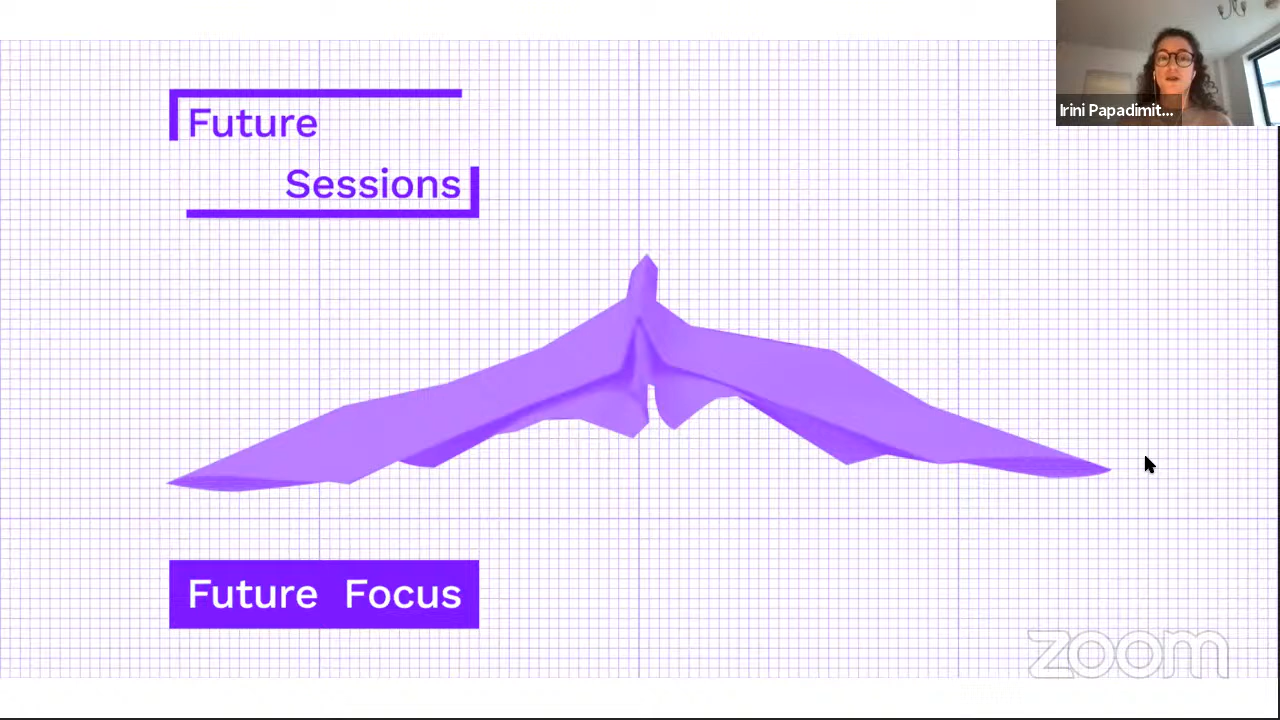 Future
Sessions
Irini Papadimit...
Future Focus
zoom